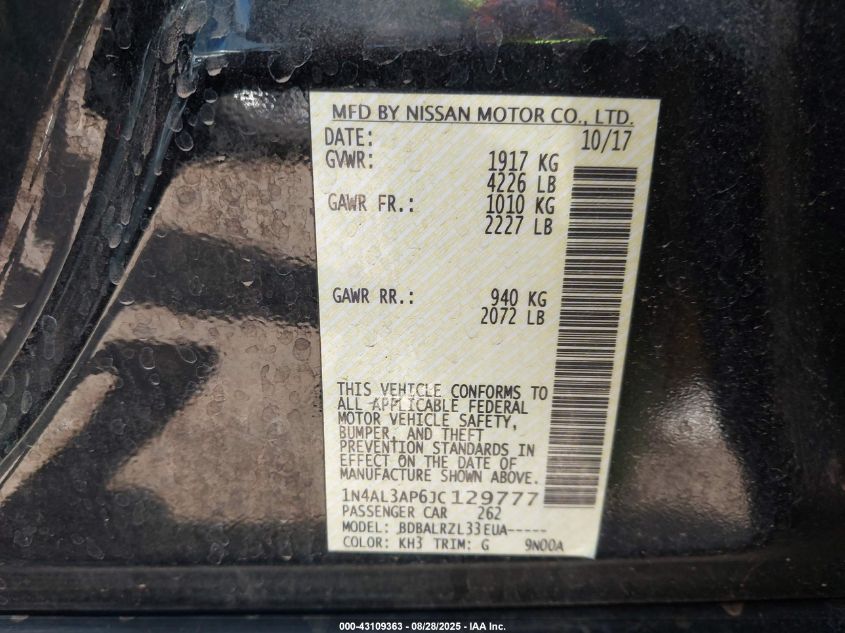 MFD BY NISSAN MOTOR CO., LTD.
DATE: 10/17
GVWR: 1917 KG
4226 LB
GAWR FR.: 1010 KG
2227 LB
GAWR RR.: 940 KG
2072 LB
THIS VEHICLE CONFORMS TO
ALL APPLICABLE FEDERAL
MOTOR VEHICLE SAFETY,
BUMPER, AND THEFT
PREVENTION STANDARDS IN
EFFECT ON THE DATE OF
MANUFACTURE SHOWN ABOVE.
1N4AL3AP6JC129777
PASSENGER CAR 262
MODEL: BDBALRZL33EUA-----
COLOR: KH3 TRIM: G 9N00A
000-43109363 - 08/28/2025 - IAA Inc.